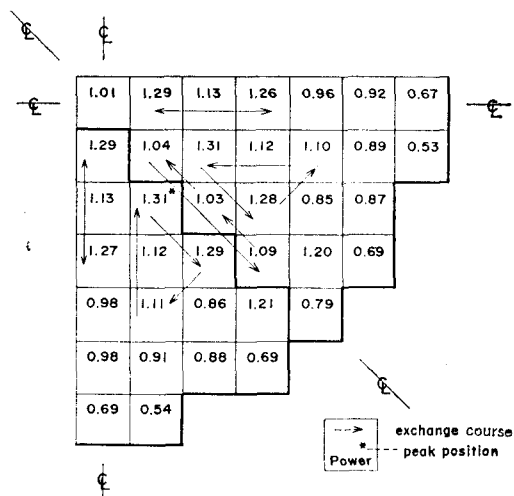 ℄ ℄
℄ 1.01 1.29 1.13 1.26 0.96 0.92 0.67 ℄
1.29 1.04 1.31 1.12 1.10 0.89 0.53
1.13 1.31* 1.03 1.28 0.85 0.87
1.27 1.12 1.29 1.09 1.20 0.69
0.98 1.11 0.86 1.21 0.79
0.98 0.91 0.88 0.69
℄
0.69 0.54
exchange course
* peak position
Power
℄